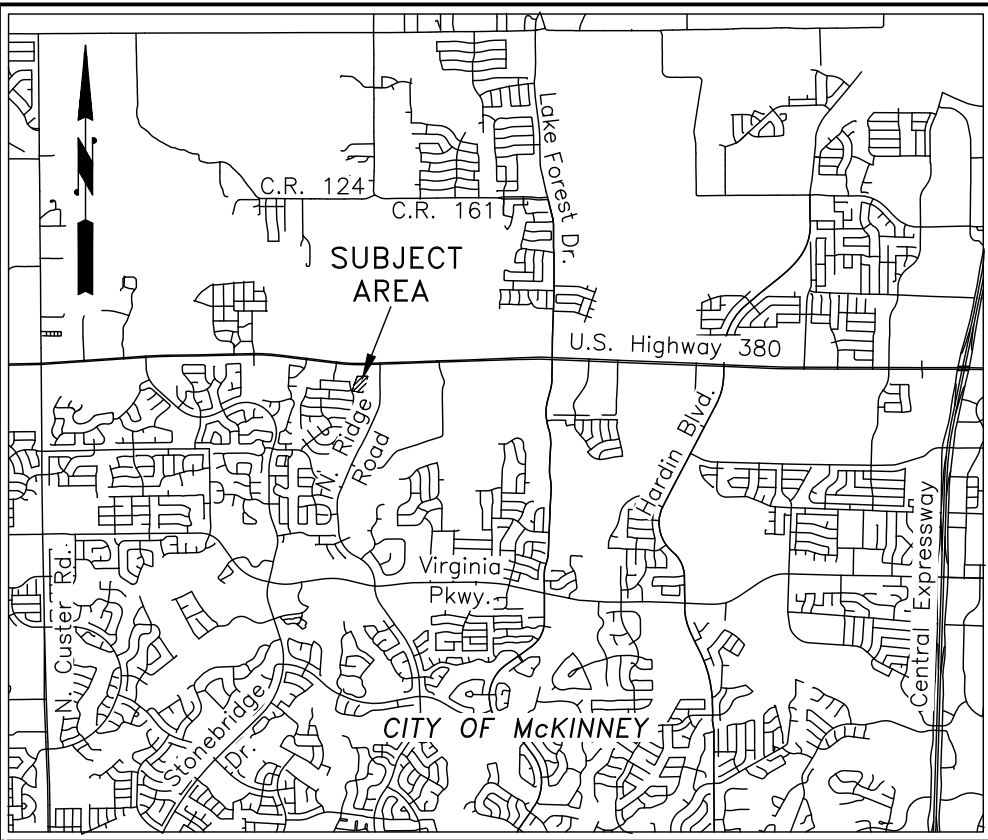 Lake Forest Dr.
C.R. 124
C.R. 161
SUBJECT
AREA
U.S. Highway 380
N. Ridge
Road
Hardin Blvd.
Virginia
Pkwy.
N. Custer Rd.
Central Expressway
Stonebridge
Dr.
CITY OF McKINNEY
N